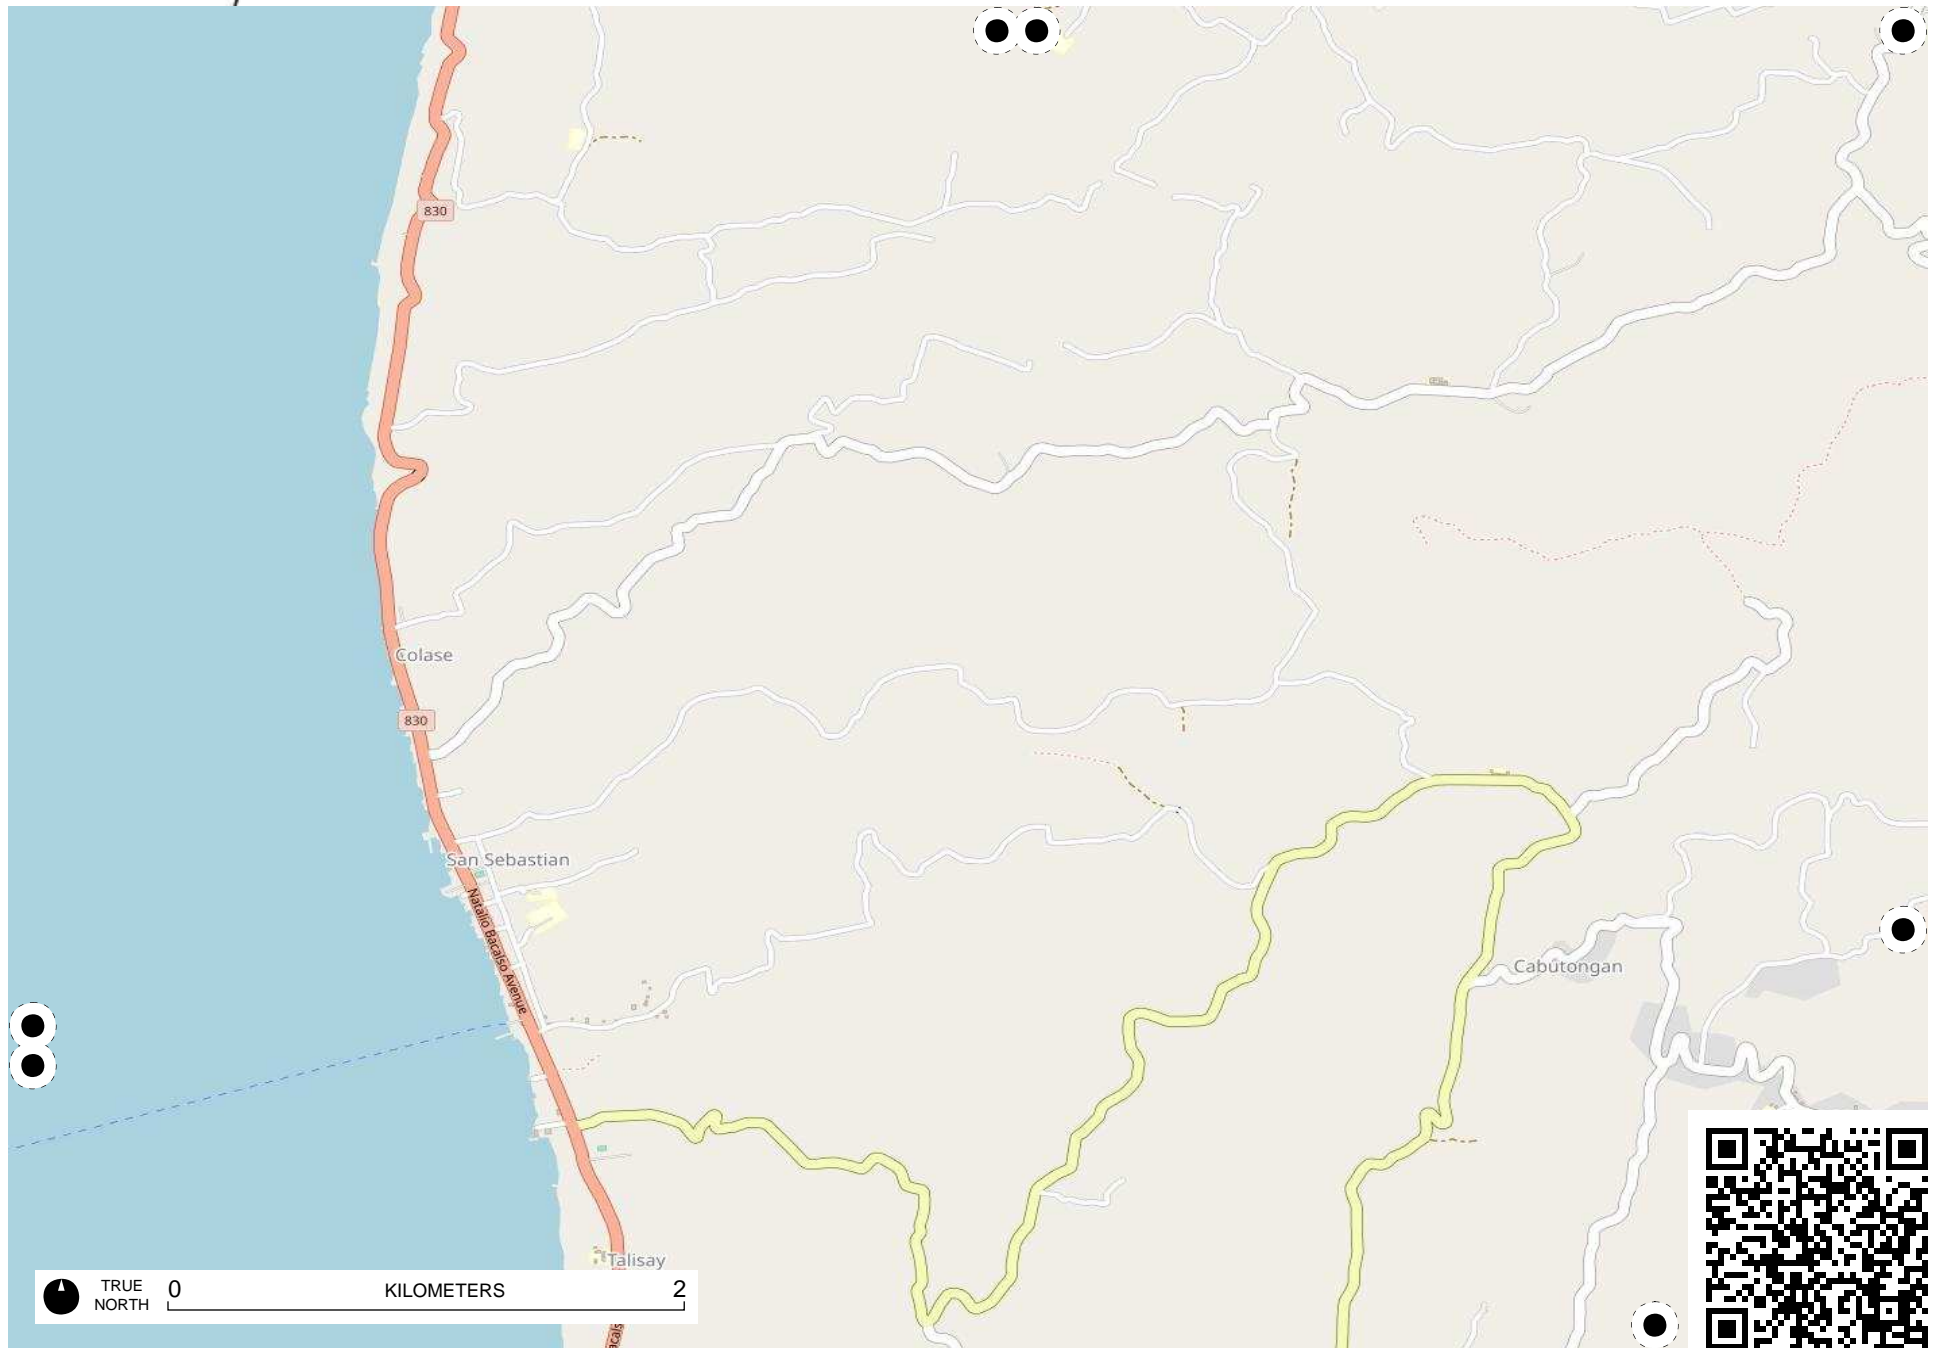 830
Colase
830
San Sebastian
Natalio Bacalso Avenue
Cabutongan
Talisay
TRUE
NORTH
0 KILOMETERS 2